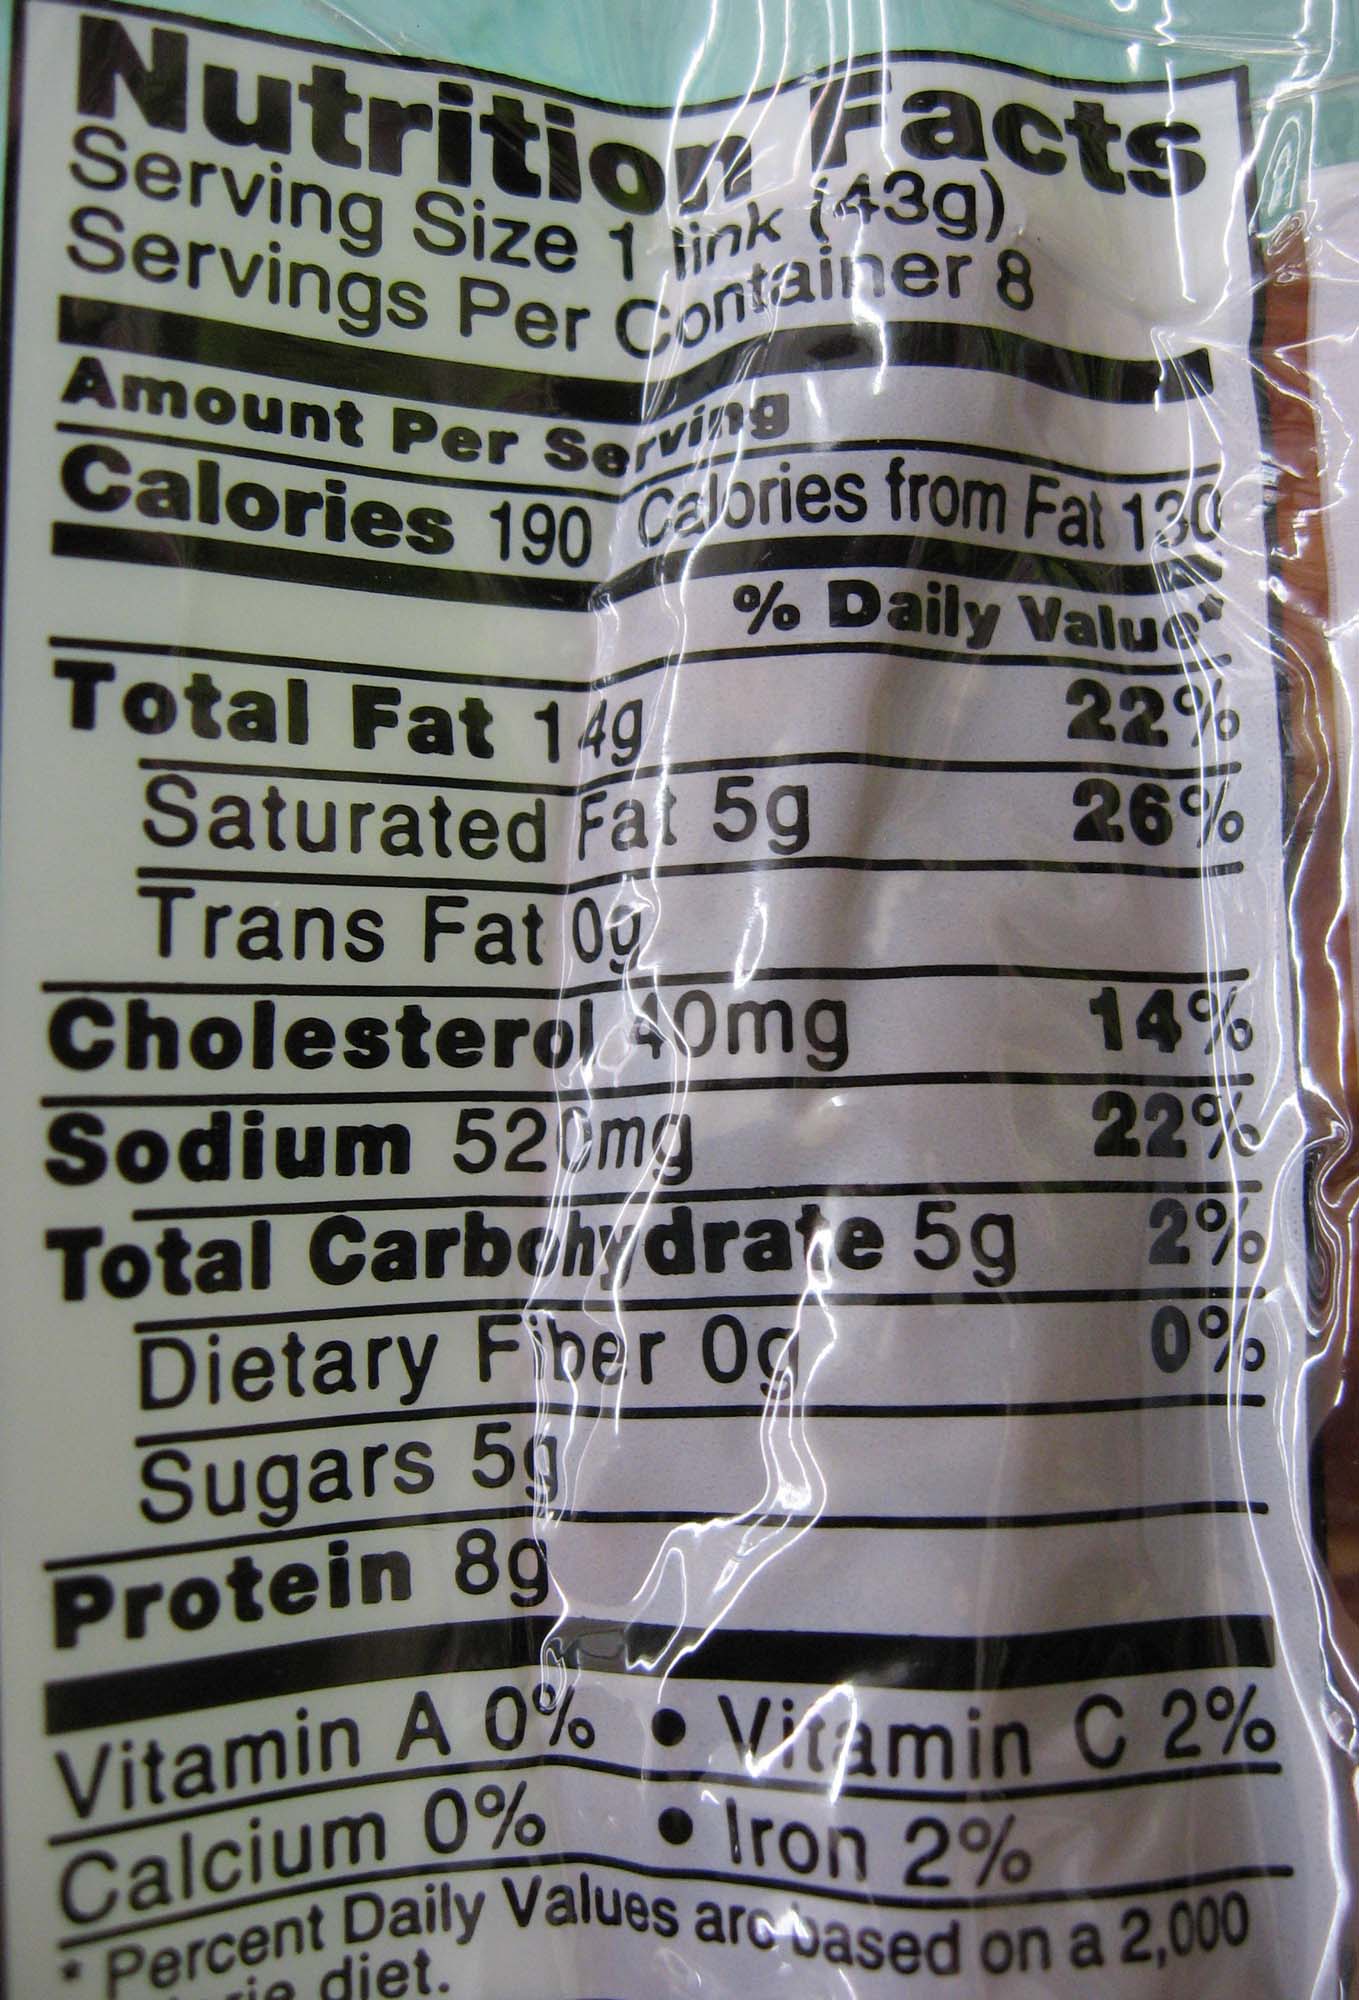 Nutrition Facts
Serving Size 1 link (43g)
Servings Per Container 8
Amount Per Serving
Calories 190 Calories from Fat 130
% Daily Value*
Total Fat 14g 22%
Saturated Fat 5g 26%
Trans Fat 0g
Cholesterol 40mg 14%
Sodium 520mg 22%
Total Carbohydrate 5g 2%
Dietary Fiber 0g 0%
Sugars 5g
Protein 8g
Vitamin A 0% • Vitamin C 2%
Calcium 0% • Iron 2%
* Percent Daily Values are based on a 2,000
diet.